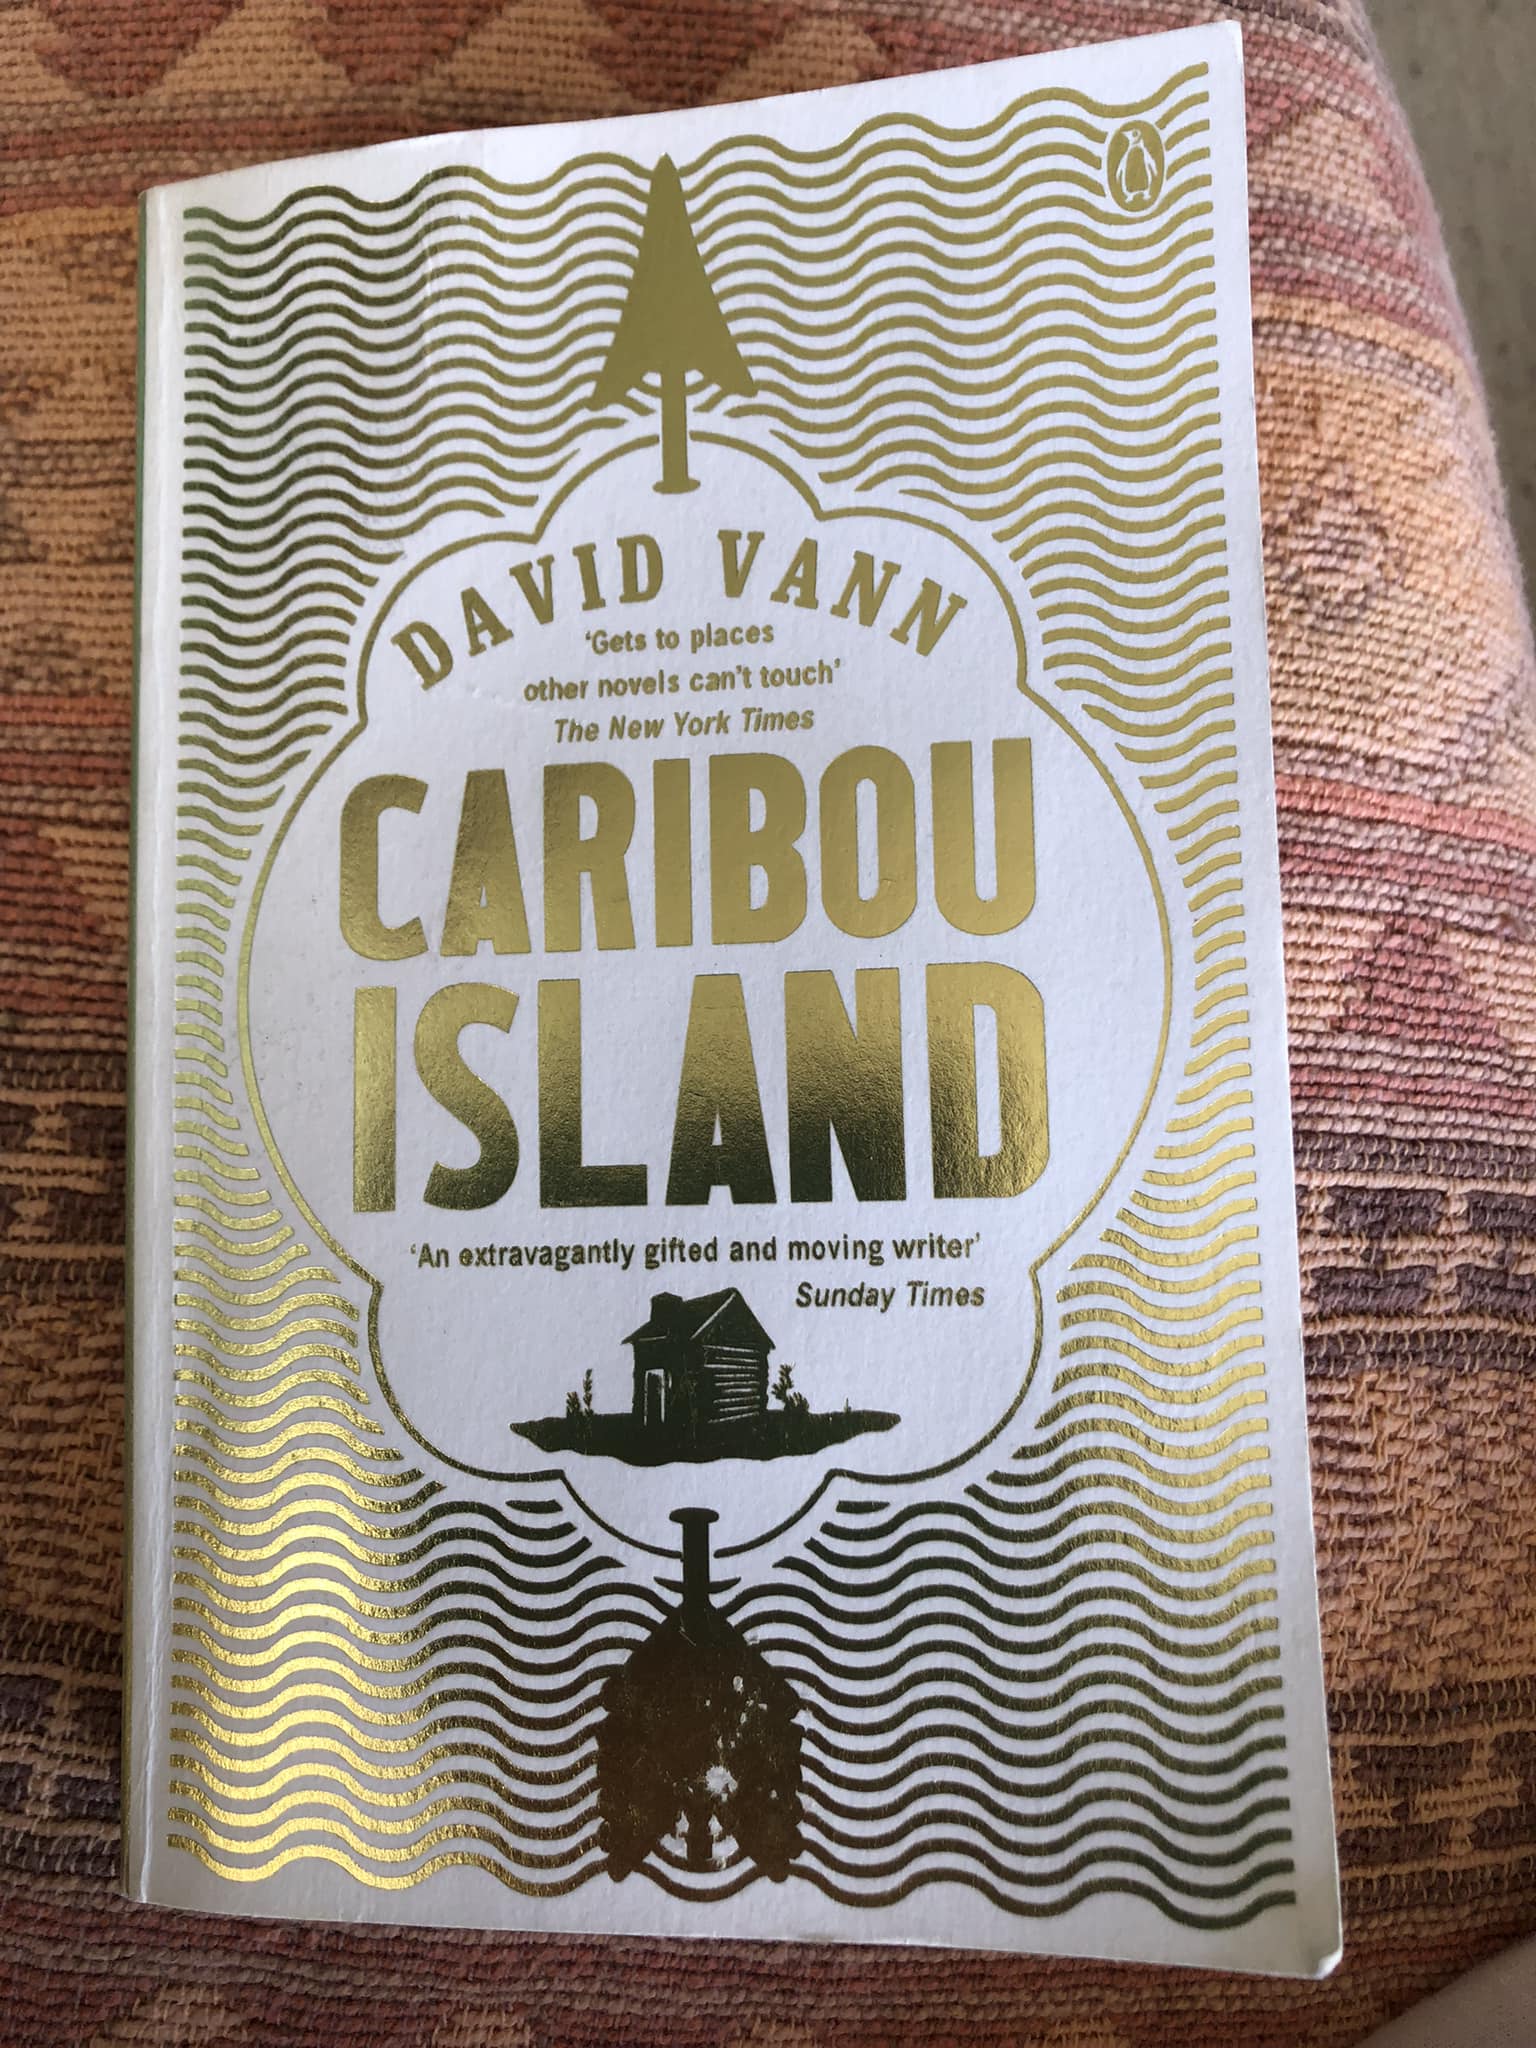 DAVID VANN
‘Gets to places
other novels can’t touch’
The New York Times
CARIBOU
ISLAND
‘An extravagantly gifted and moving writer’
Sunday Times